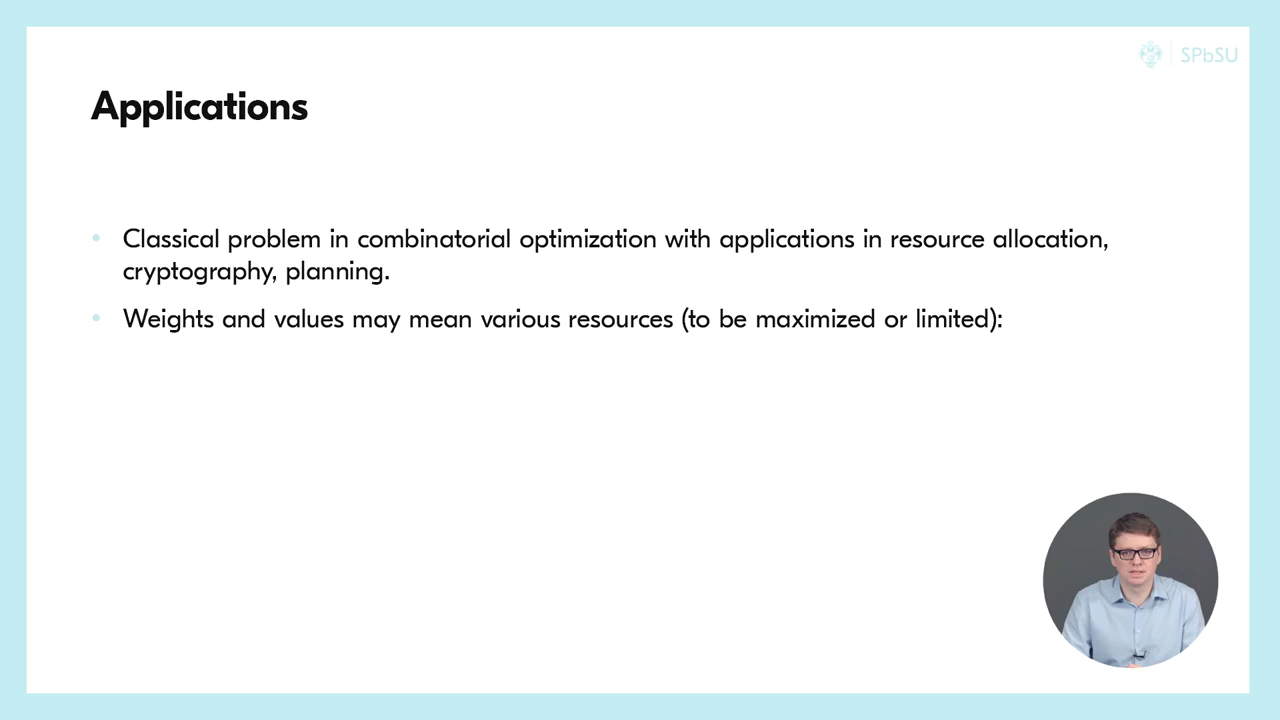 SPbSU
Applications
• Classical problem in combinatorial optimization with applications in resource allocation,
cryptography, planning.
• Weights and values may mean various resources (to be maximized or limited):